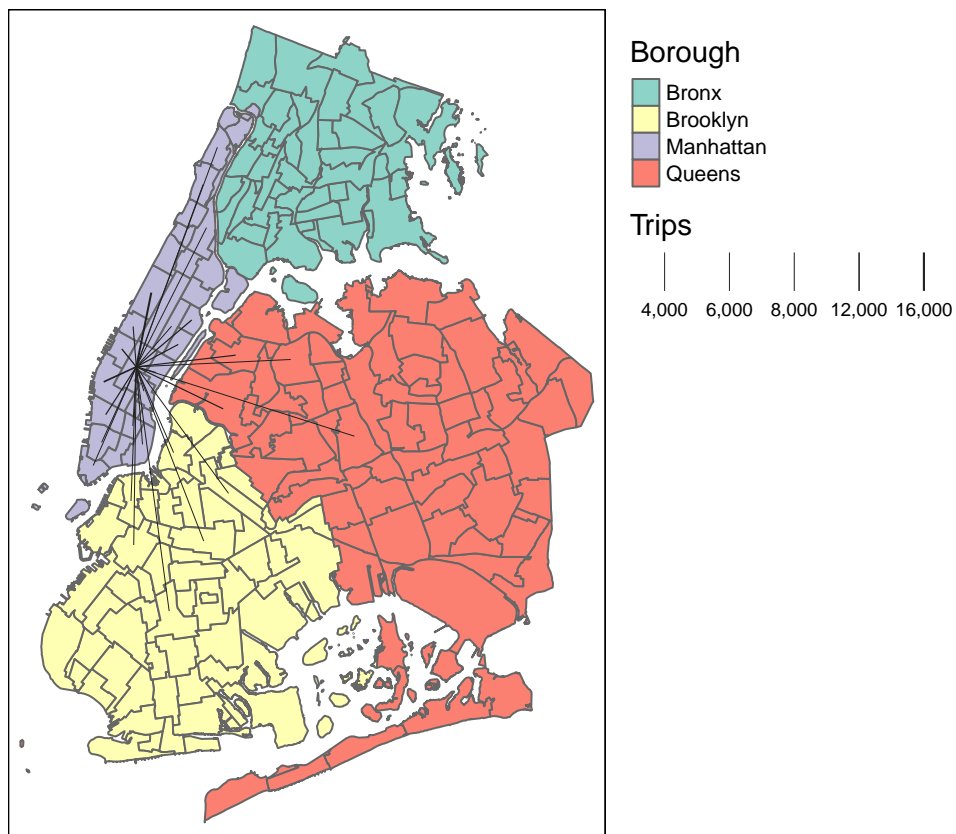 Borough
Bronx
Brooklyn
Manhattan
Queens
Trips
4,000 6,000 8,000 12,000 16,000